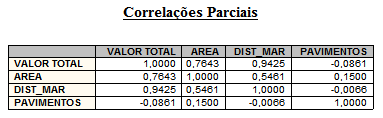 Correlações Parciais
VALOR TOTAL AREA DIST_MAR PAVIMENTOS
VALOR TOTAL 1,0000 0,7643 0,9425 -0,0861
AREA 0,7643 1,0000 0,5461 0,1500
DIST_MAR 0,9425 0,5461 1,0000 -0,0066
PAVIMENTOS -0,0861 0,1500 -0,0066 1,0000